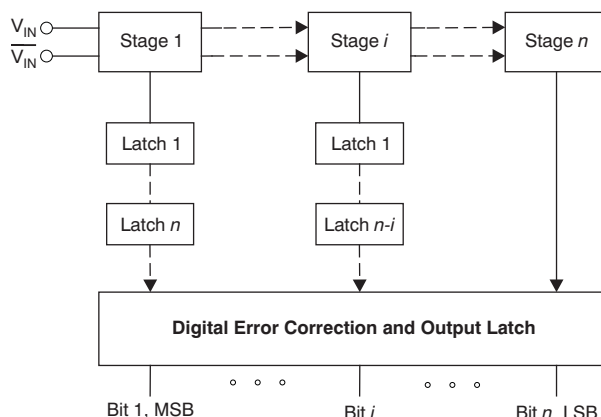 V_IN
V̅_I̅N̅
Stage 1
Stage i
Stage n
Latch 1
Latch 1
Latch n
Latch n-i
Digital Error Correction and Output Latch
Bit 1, MSB
Bit i
Bit n, LSB